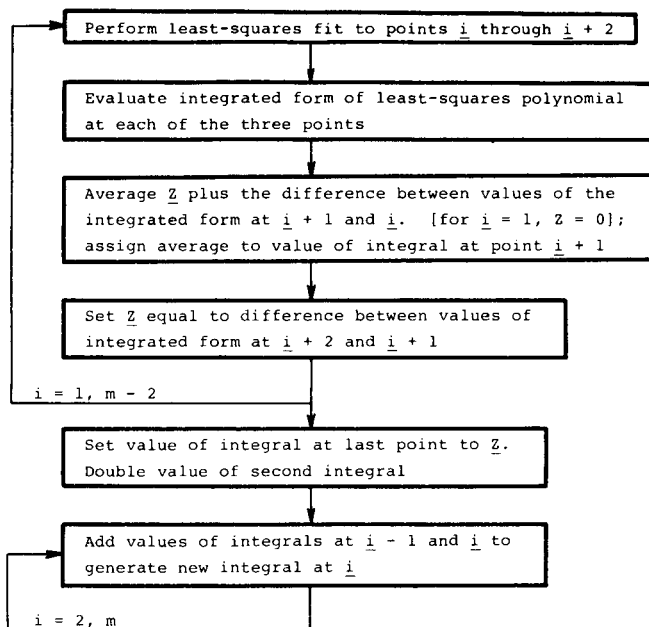 Perform least-squares fit to points i through i + 2
Evaluate integrated form of least-squares polynomial
at each of the three points
Average Z plus the difference between values of the
integrated form at i + 1 and i. [for i = 1, Z = 0];
assign average to value of integral at point i + 1
Set Z equal to difference between values of
integrated form at i + 2 and i + 1
i = 1, m - 2
Set value of integral at last point to Z.
Double value of second integral
Add values of integrals at i - 1 and i to
generate new integral at i
i = 2, m